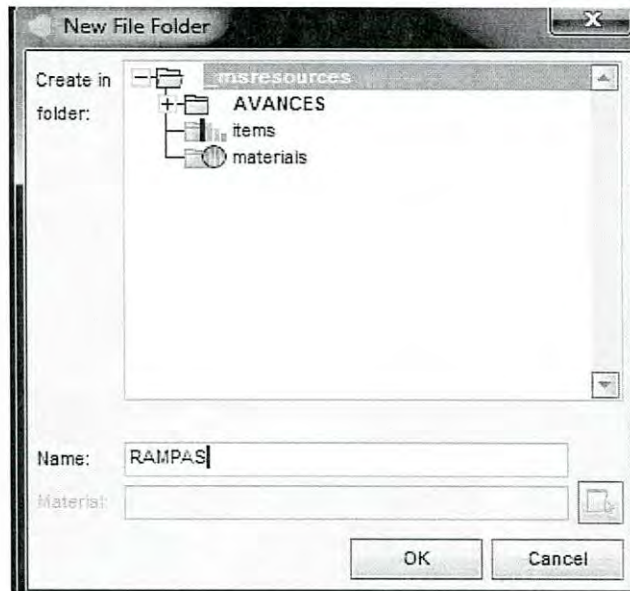 New File Folder
Create in folder:
_msresources
AVANCES
items
materials
Name:
RAMPAS
Material:
OK
Cancel